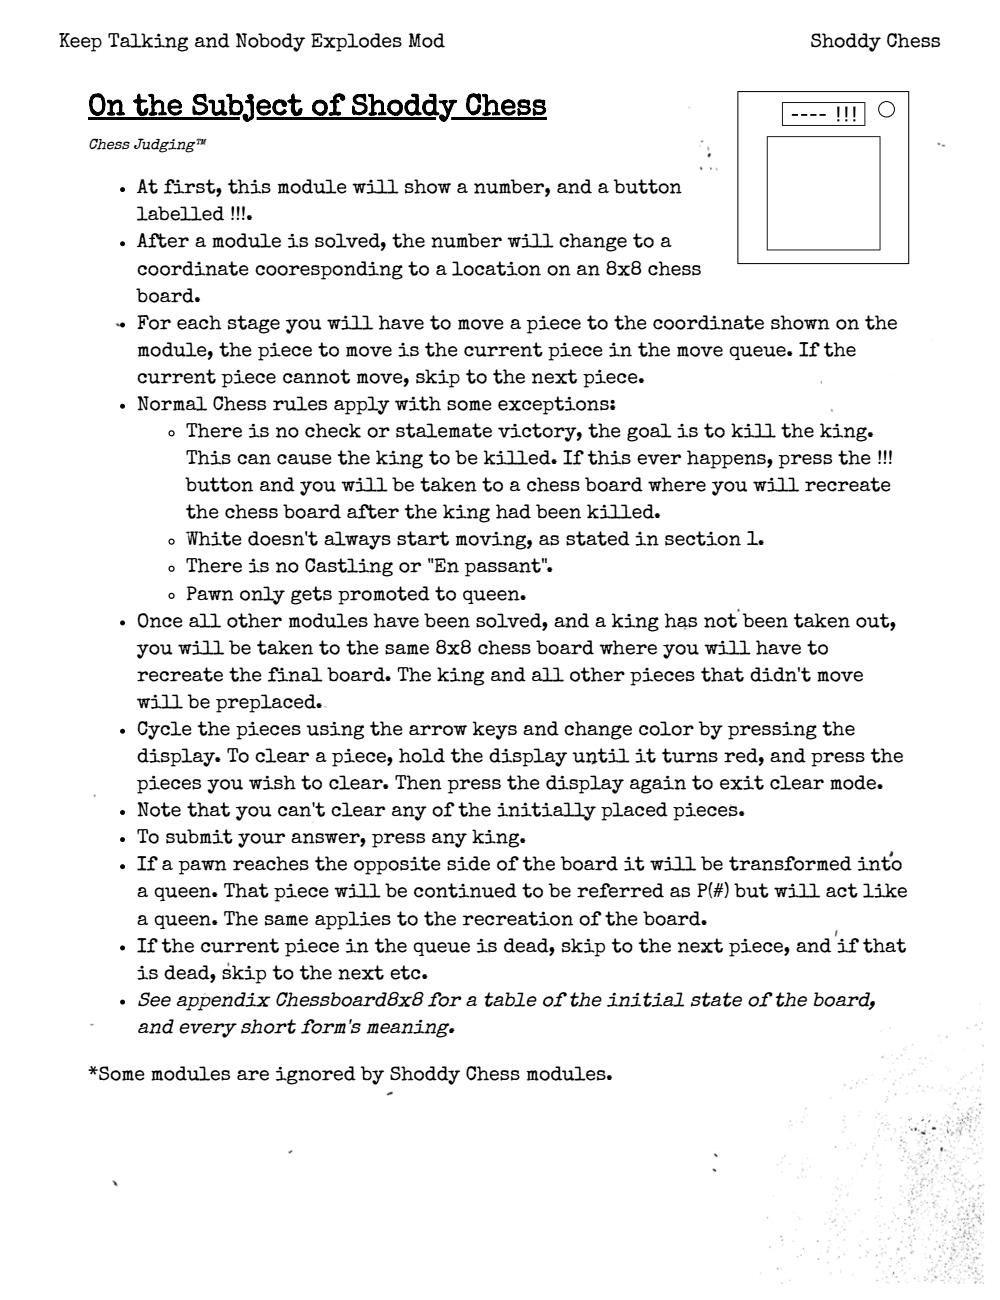 Keep Talking and Nobody Explodes Mod
Shoddy Chess
On the Subject of Shoddy Chess
---- !!!
Chess Judging™
• At first, this module will show a number, and a button
labelled !!!.
• After a module is solved, the number will change to a
coordinate cooresponding to a location on an 8x8 chess
board.
• For each stage you will have to move a piece to the coordinate shown on the
module, the piece to move is the current piece in the move queue. If the
current piece cannot move, skip to the next piece.
• Normal Chess rules apply with some exceptions:
◦ There is no check or stalemate victory, the goal is to kill the king.
This can cause the king to be killed. If this ever happens, press the !!!
button and you will be taken to a chess board where you will recreate
the chess board after the king had been killed.
◦ White doesn't always start moving, as stated in section 1.
◦ There is no Castling or "En passant".
◦ Pawn only gets promoted to queen.
• Once all other modules have been solved, and a king has not been taken out,
you will be taken to the same 8x8 chess board where you will have to
recreate the final board. The king and all other pieces that didn't move
will be preplaced.
• Cycle the pieces using the arrow keys and change color by pressing the
display. To clear a piece, hold the display until it turns red, and press the
pieces you wish to clear. Then press the display again to exit clear mode.
• Note that you can't clear any of the initially placed pieces.
• To submit your answer, press any king.
• If a pawn reaches the opposite side of the board it will be transformed into
a queen. That piece will be continued to be referred as P(#) but will act like
a queen. The same applies to the recreation of the board.
• If the current piece in the queue is dead, skip to the next piece, and if that
is dead, skip to the next etc.
• See appendix Chessboard8x8 for a table of the initial state of the board,
and every short form's meaning.
*Some modules are ignored by Shoddy Chess modules.